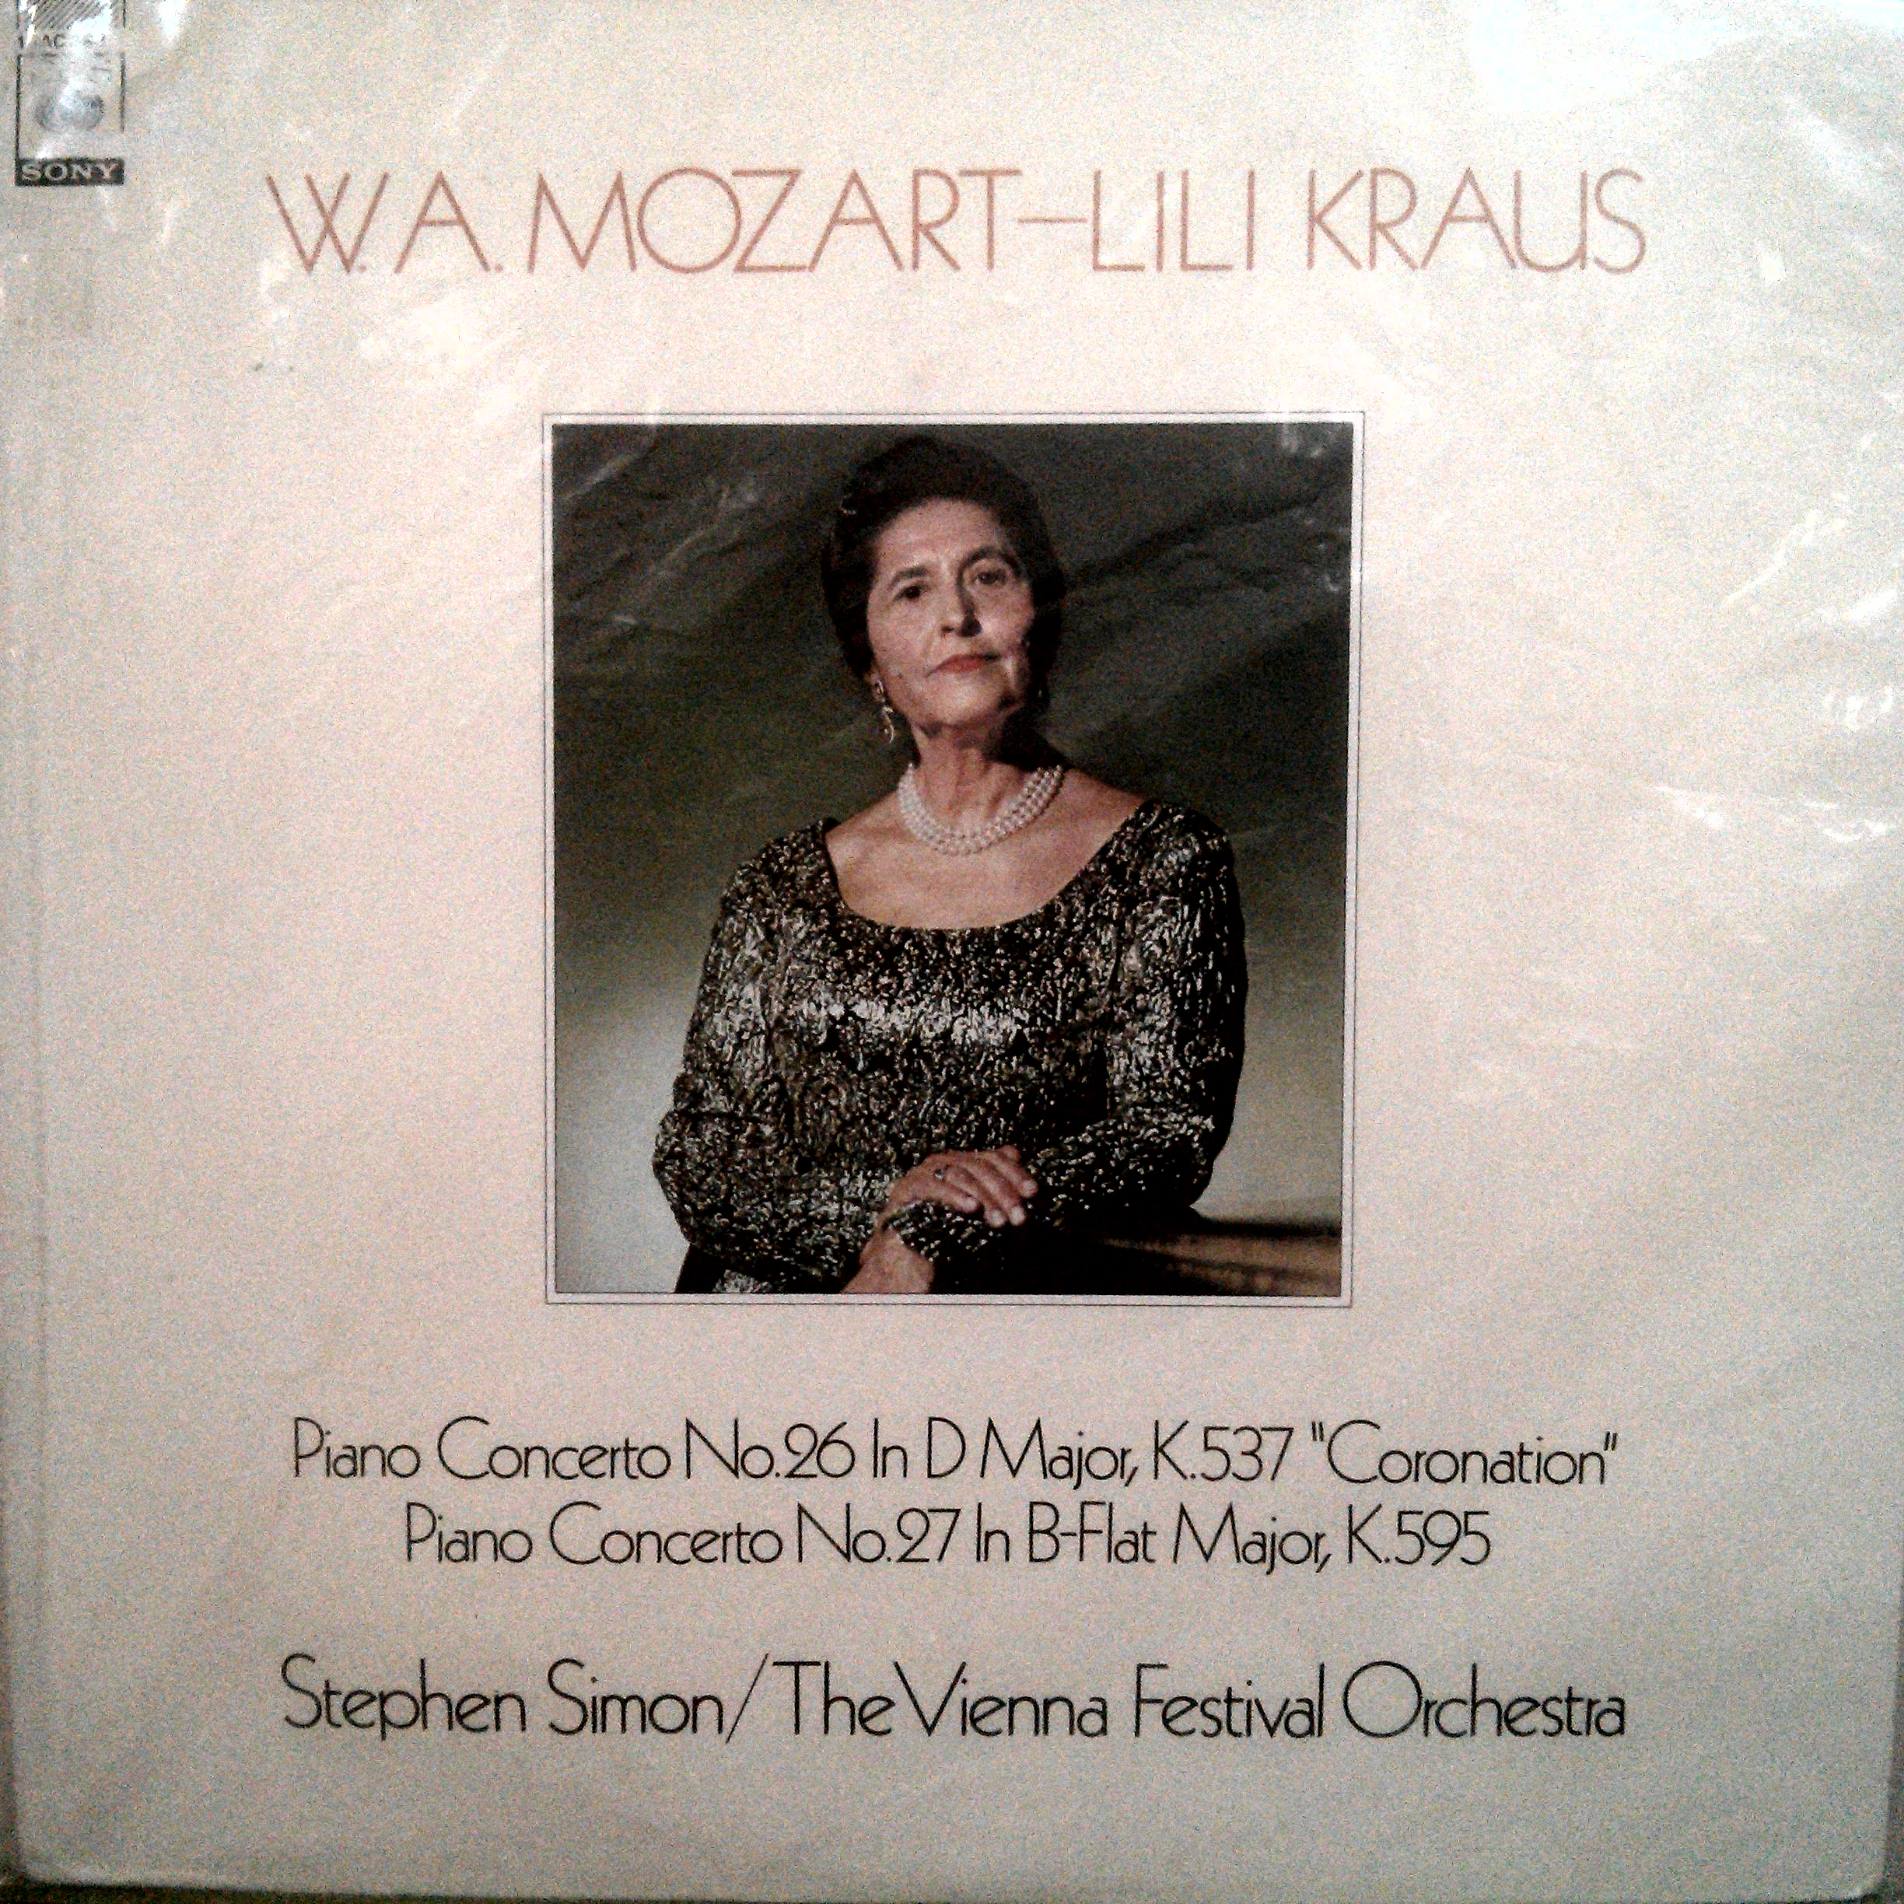 SONY
W.A. MOZART–LILI KRAUS
Piano Concerto No.26 In D Major, K.537 "Coronation"
Piano Concerto No.27 In B-Flat Major, K.595
Stephen Simon/The Vienna Festival Orchestra